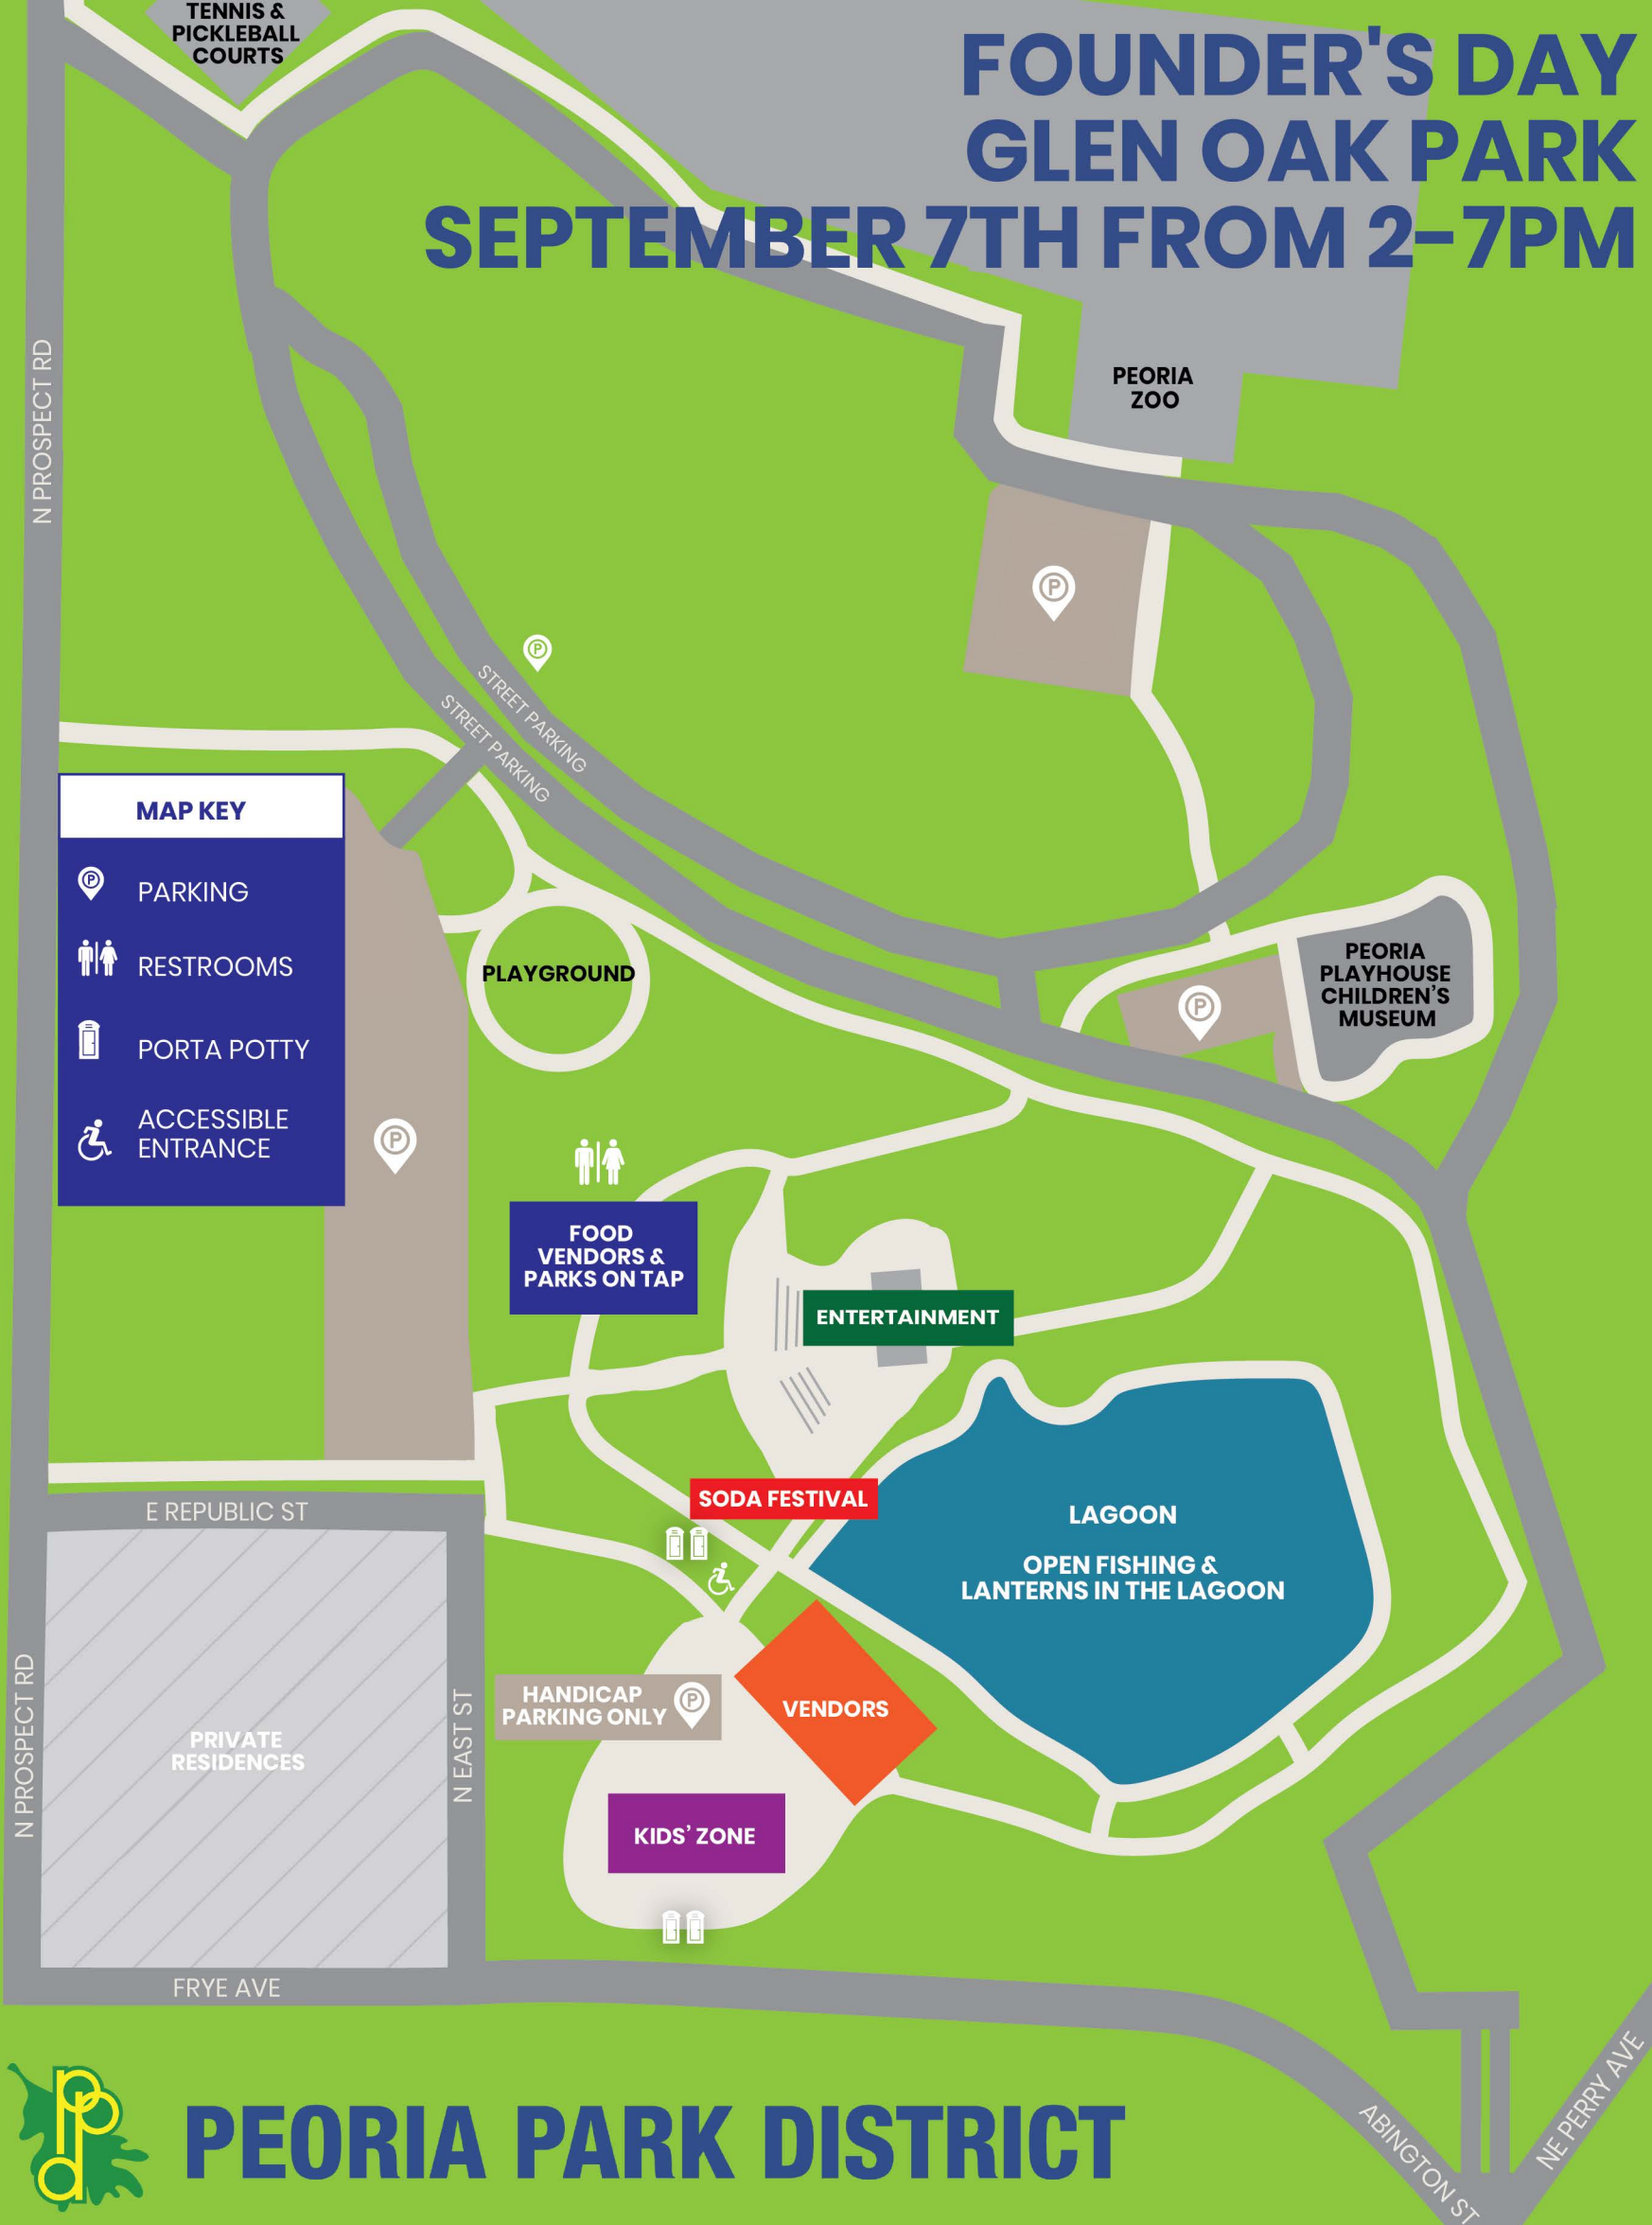 TENNIS &
PICKLEBALL
COURTS
FOUNDER'S DAY
GLEN OAK PARK
SEPTEMBER 7TH FROM 2-7PM
N PROSPECT RD
PEORIA
ZOO
P
P
STREET PARKING
STREET PARKING
MAP KEY
P PARKING
RESTROOMS
PORTA POTTY
ACCESSIBLE
ENTRANCE
P
PLAYGROUND
P
PEORIA
PLAYHOUSE
CHILDREN'S
MUSEUM
FOOD
VENDORS &
PARKS ON TAP
ENTERTAINMENT
SODA FESTIVAL
LAGOON
OPEN FISHING &
LANTERNS IN THE LAGOON
E REPUBLIC ST
N PROSPECT RD
PRIVATE
RESIDENCES
N EAST ST
HANDICAP
PARKING ONLY
P
VENDORS
KIDS' ZONE
FRYE AVE
ABINGTON ST
NE PERRY AVE
ppd
PEORIA PARK DISTRICT